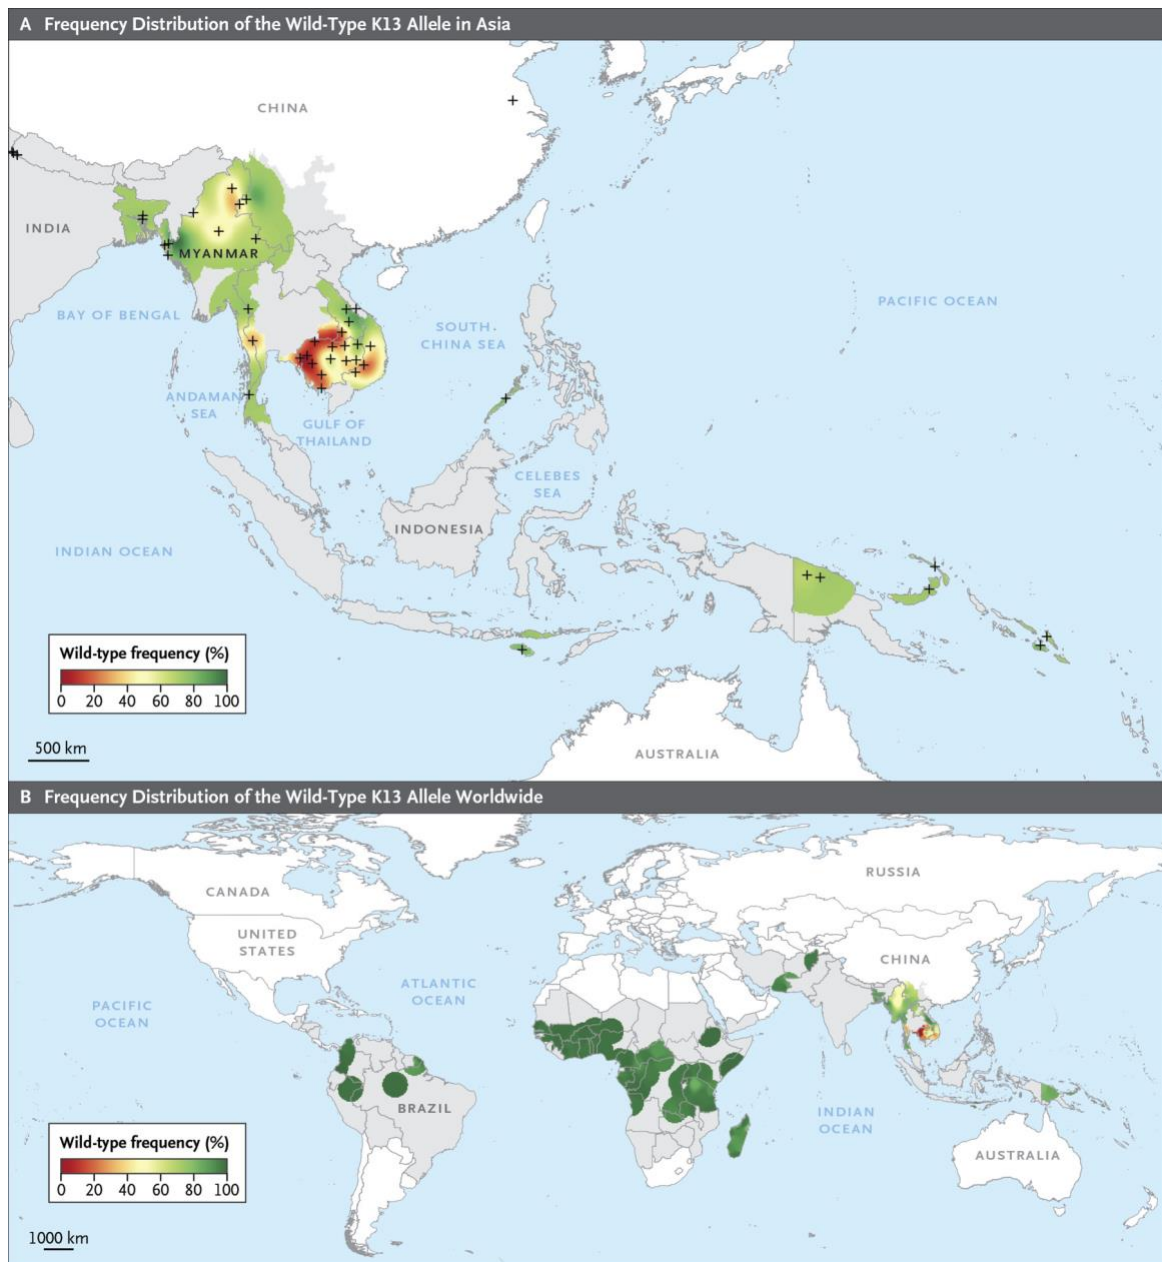 A Frequency Distribution of the Wild-Type K13 Allele in Asia
CHINA
INDIA
MYANMAR
BAY OF BENGAL
PACIFIC OCEAN
SOUTH
CHINA SEA
ANDAMAN
SEA
GULF OF
THAILAND
CELEBES
SEA
INDONESIA
INDIAN OCEAN
Wild-type frequency (%)
0 20 40 60 80 100
500 km
AUSTRALIA
B Frequency Distribution of the Wild-Type K13 Allele Worldwide
RUSSIA
CANADA
UNITED
STATES
CHINA
ATLANTIC
OCEAN
PACIFIC
OCEAN
BRAZIL
INDIAN
OCEAN
AUSTRALIA
Wild-type frequency (%)
0 20 40 60 80 100
1000 km